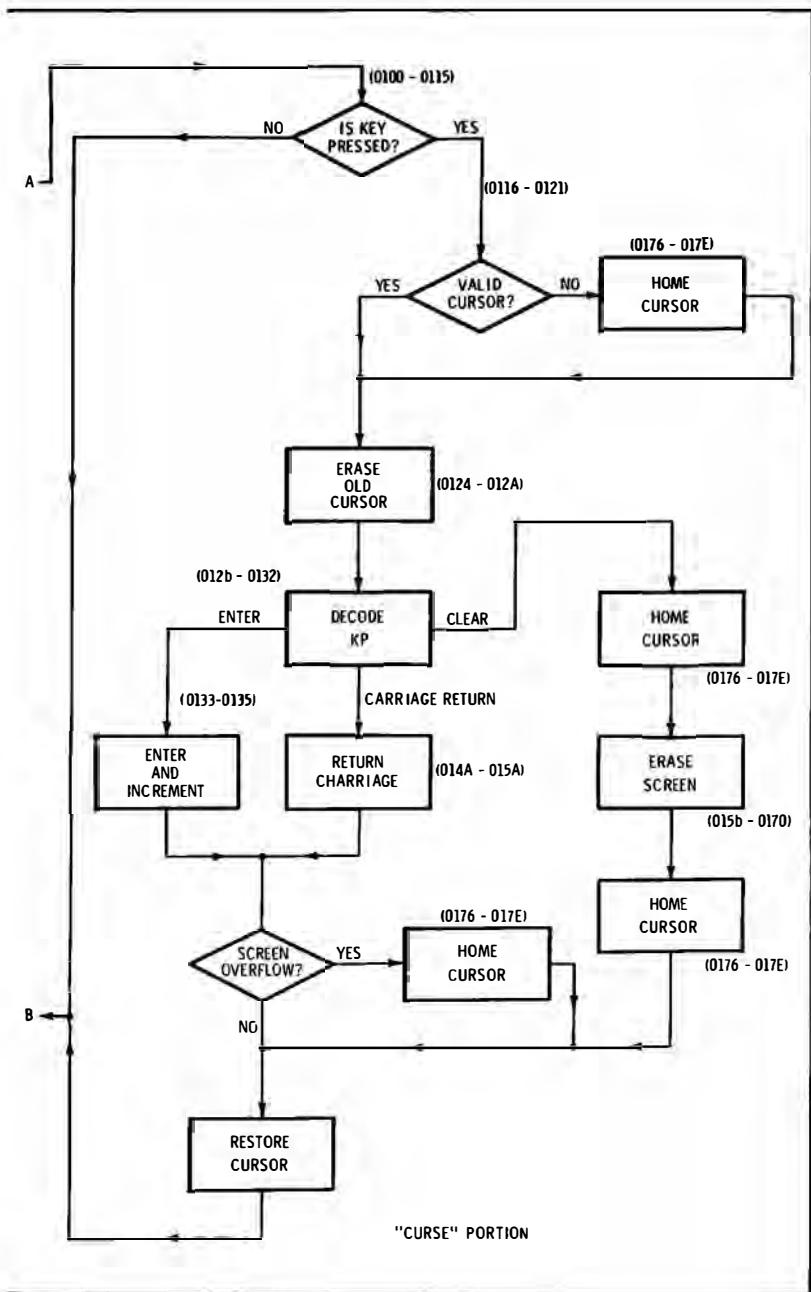 (0100 - 0115)
NO
IS KEY
PRESSED?
YES
A
(0116 - 0121)
(0176 - 017E)
YES
VALID
CURSOR?
NO
HOME
CURSOR
ERASE
OLD
CURSOR
(0124 - 012A)
(012b - 0132)
ENTER
DECODE
KP
CLEAR
HOME
CURSOR
(0176 - 017E)
(0133-0135)
CARRIAGE RETURN
ENTER
AND
INCREMENT
RETURN
CHARRIAGE
(014A - 015A)
ERASE
SCREEN
(015b - 0170)
(0176 - 017E)
HOME
CURSOR
SCREEN
OVERFLOW?
YES
HOME
CURSOR
(0176 - 017E)
B
NO
RESTORE
CURSOR
"CURSE" PORTION